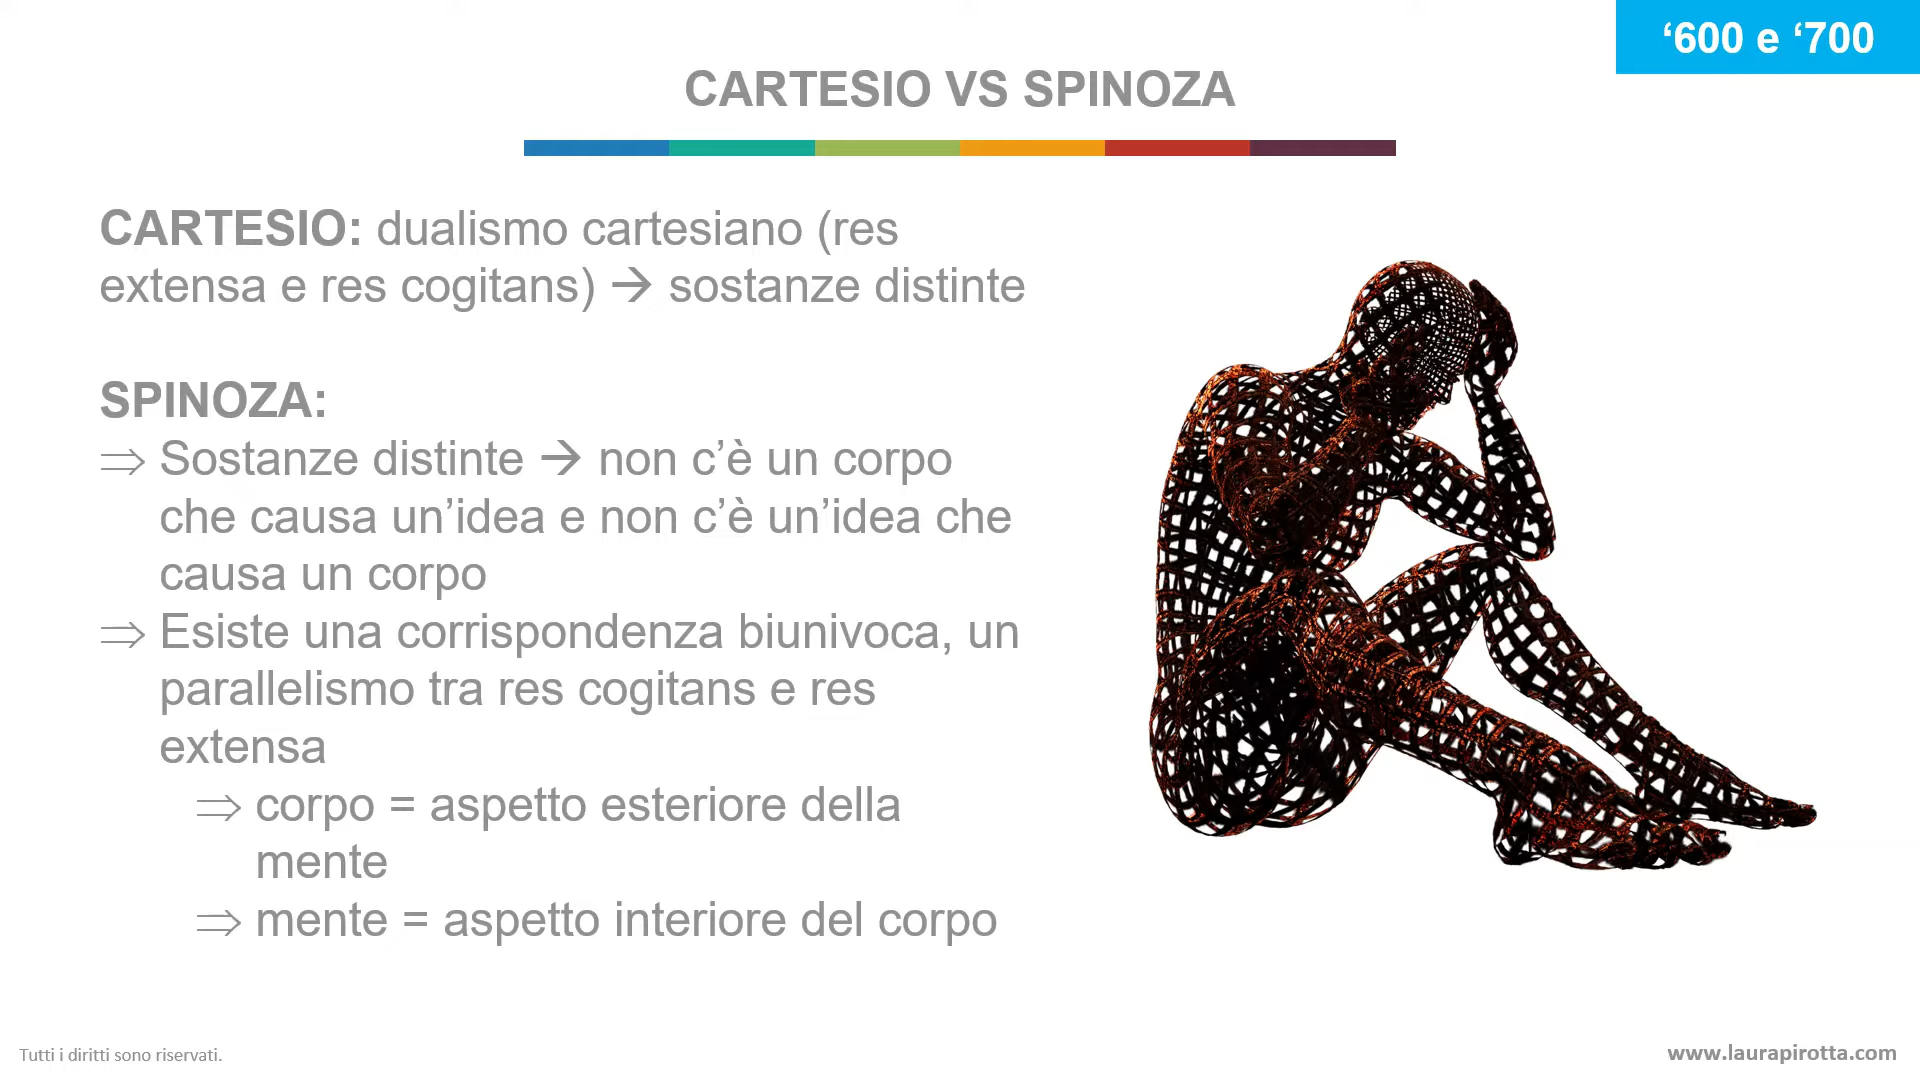 ‘600 e ‘700
CARTESIO VS SPINOZA
CARTESIO: dualismo cartesiano (res
extensa e res cogitans) → sostanze distinte
SPINOZA:
⇒ Sostanze distinte → non c’è un corpo
che causa un’idea e non c’è un’idea che
causa un corpo
⇒ Esiste una corrispondenza biunivoca, un
parallelismo tra res cogitans e res
extensa
⇒ corpo = aspetto esteriore della
mente
⇒ mente = aspetto interiore del corpo
Tutti i diritti sono riservati.
www.laurapirotta.com